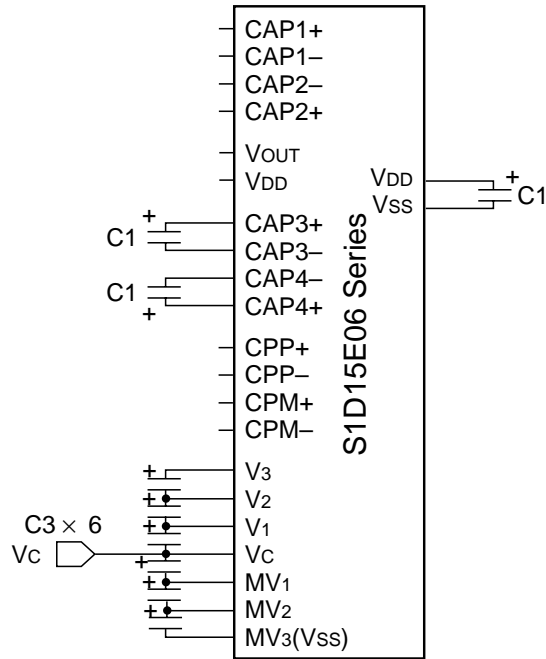 CAP1+
CAP1–
CAP2–
CAP2+
VOUT
VDD
VDD
+
VSS
C1
+
CAP3+
C1
CAP3–
CAP4–
C1
CAP4+
+
S1D15E06 Series
CPP+
CPP–
CPM+
CPM–
+
V3
+
V2
C3 × 6
+
V1
VC
VC
+
+
MV1
+
MV2
MV3(VSS)